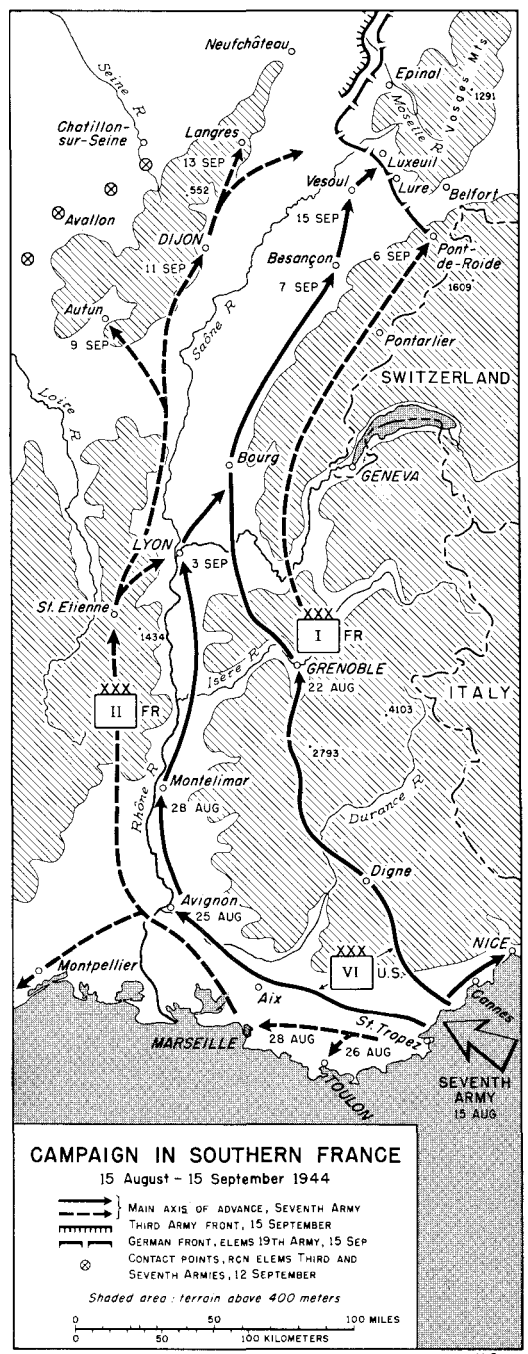 Neufchâteau
Seine R
Epinal
Moselle R
Vosges Mts.
1291
Chatillon-
sur-Seine
Langres
13 SEP
552
Luxeuil
Vesoul
Lure
Belfort
Avallon
15 SEP
DIJON
11 SEP
Besançon
7 SEP
6 SEP
Pont-
de-Roide
1609
Autun
9 SEP
Saône R
Pontarlier
SWITZERLAND
Loire R
Bourg
GENEVA
LYON
3 SEP
St. Etienne
1434
XXX
I FR
Isère R
GRENOBLE
22 AUG
ITALY
XXX
II FR
4103
2793
Rhône R
Montelimar
28 AUG
Durance R
Digne
Avignon
25 AUG
NICE
XXX
VI U.S.
Montpellier
Aix
Cannes
St. Tropez
MARSEILLE
28 AUG
26 AUG
TOULON
SEVENTH
ARMY
15 AUG
CAMPAIGN IN SOUTHERN FRANCE
15 August - 15 September 1944
MAIN AXIS OF ADVANCE, SEVENTH ARMY
THIRD ARMY FRONT, 15 SEPTEMBER
GERMAN FRONT, ELEMS 19TH ARMY, 15 SEP
CONTACT POINTS, RCN ELEMS THIRD AND
SEVENTH ARMIES, 12 SEPTEMBER
Shaded area : terrain above 400 meters
0 50 100 MILES
0 50 100 KILOMETERS